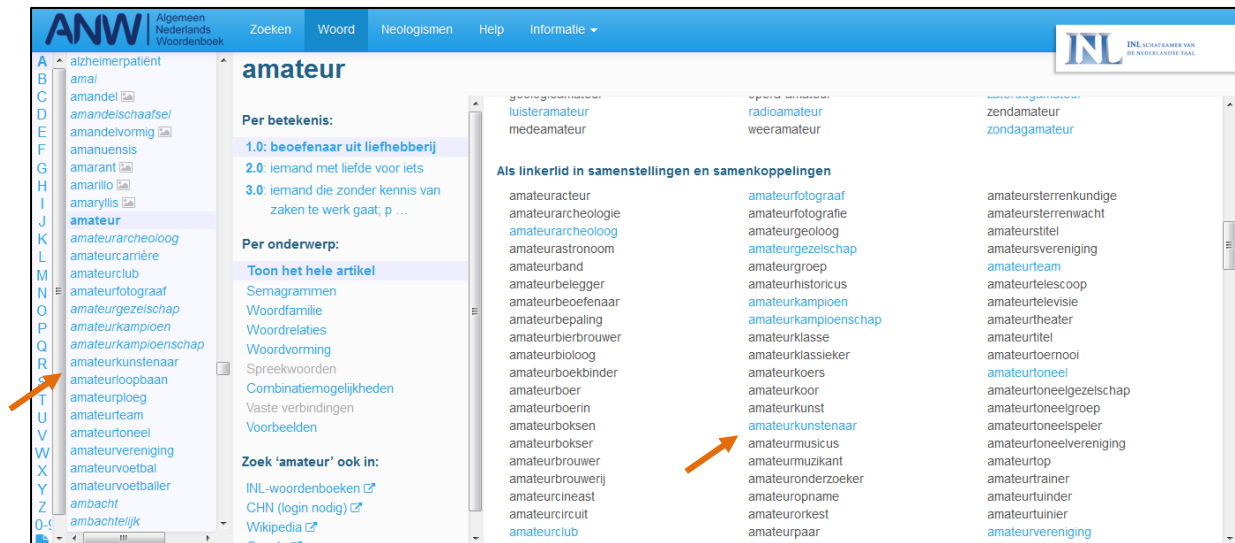 ANW
Algemeen
Nederlands
Woordenboek
Zoeken Woord Neologismen Help Informatie
INL SCHATKAMER VAN
DE NEDERLANDSE TAAL
A
B
C
D
E
F
G
H
I
J
K
L
M
N
O
P
Q
R
S
T
U
V
W
X
Y
Z
0-9
alzheimerpatiënt
amai
amandel
amandelschaafsel
amandelvormig
amanuensis
amarant
amarillo
amaryllis
amateur
amateurarcheoloog
amateurcarrière
amateurclub
amateurfotograaf
amateurgezelschap
amateurkampioen
amateurkampioenschap
amateurkunstenaar
amateurloopbaan
amateurploeg
amateurteam
amateurtoneel
amateurvereniging
amateurvoetbal
amateurvoetballer
ambacht
ambachtelijk
amateur
Per betekenis:
1.0: beoefenaar uit liefhebberij
2.0: iemand met liefde voor iets
3.0: iemand die zonder kennis van
zaken te werk gaat; p ...
Per onderwerp:
Toon het hele artikel
Semagrammen
Woordfamilie
Woordrelaties
Woordvorming
Spreekwoorden
Combinatiemogelijkheden
Vaste verbindingen
Voorbeelden
Zoek ‘amateur’ ook in:
INL-woordenboeken
CHN (login nodig)
Wikipedia
geologieamateur opera-amateur zaterdagamateur
luisteramateur radioamateur zendamateur
medeamateur weeramateur zondagamateur
Als linkerlid in samenstellingen en samenkoppelingen
amateuracteur amateurfotograaf amateursterrenkundige
amateurarcheologie amateurfotografie amateursterrenwacht
amateurarcheoloog amateurgeoloog amateurstitel
amateurastronoom amateurgezelschap amateursvereniging
amateurband amateurgroep amateurteam
amateurbelegger amateurhistoricus amateurtelescoop
amateurbeoefenaar amateurkampioen amateurtelevisie
amateurbepaling amateurkampioenschap amateurtheater
amateurbierbrouwer amateurklasse amateurtitel
amateurbioloog amateurklassieker amateurtoernooi
amateurboekbinder amateurkoers amateurtoneel
amateurboer amateurkoor amateurtoneelgezelschap
amateurboerin amateurkunst amateurtoneelgroep
amateurboksen amateurkunstenaar amateurtoneelspeler
amateurbokser amateurmusicus amateurtoneelvereniging
amateurbrouwer amateurmuzikant amateurtop
amateurbrouwerij amateuronderzoeker amateurtrainer
amateurcineast amateuropname amateurtuinder
amateurcircuit amateurorkest amateurtuinier
amateurclub amateurpaar amateurvereniging